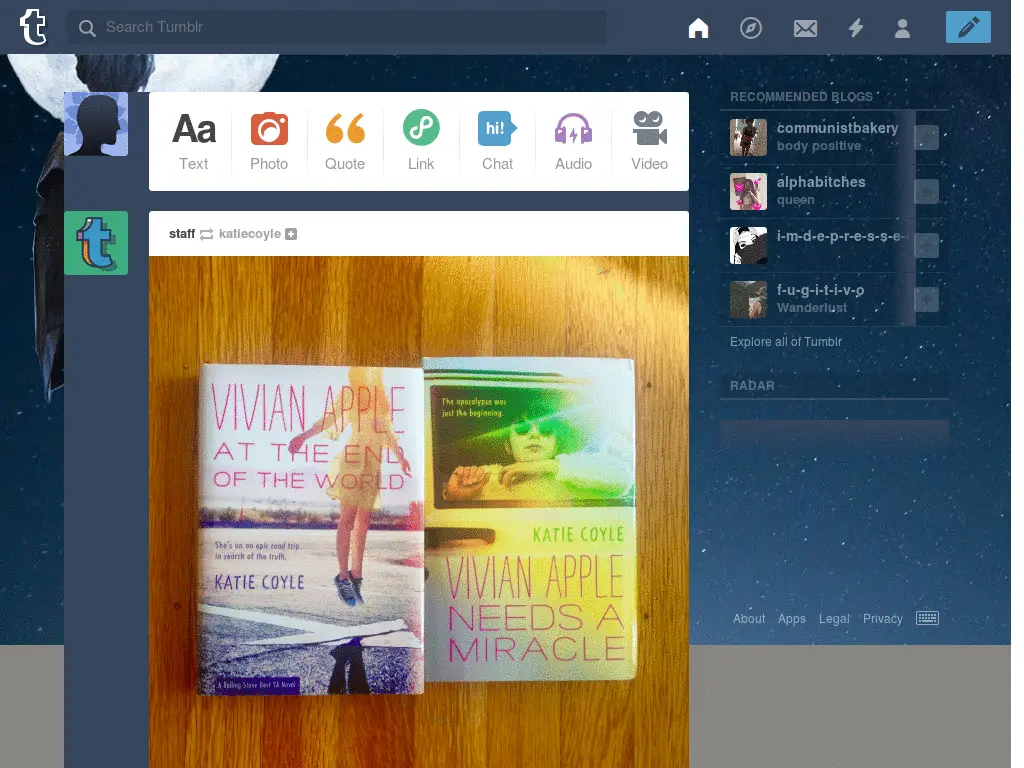 Search Tumblr
Aa
hi!
Text
Photo
Quote
Link
Chat
Audio
Video
staff katiecoyle
VIVIAN APPLE
AT THE END
OF THE WORLD
She's on an epic road trip
in search of the truth.
KATIE COYLE
A Rolling Stone Best YA Novel
The apocalypse was
just the beginning.
KATIE COYLE
VIVIAN APPLE
NEEDS A
MIRACLE
RECOMMENDED BLOGS
communistbakery
body positive
alphabitches
queen
i-m-d-e-p-r-e-s-s-e-
f-u-g-i-t-i-v-o
Wanderlust
Explore all of Tumblr
RADAR
About Apps Legal Privacy